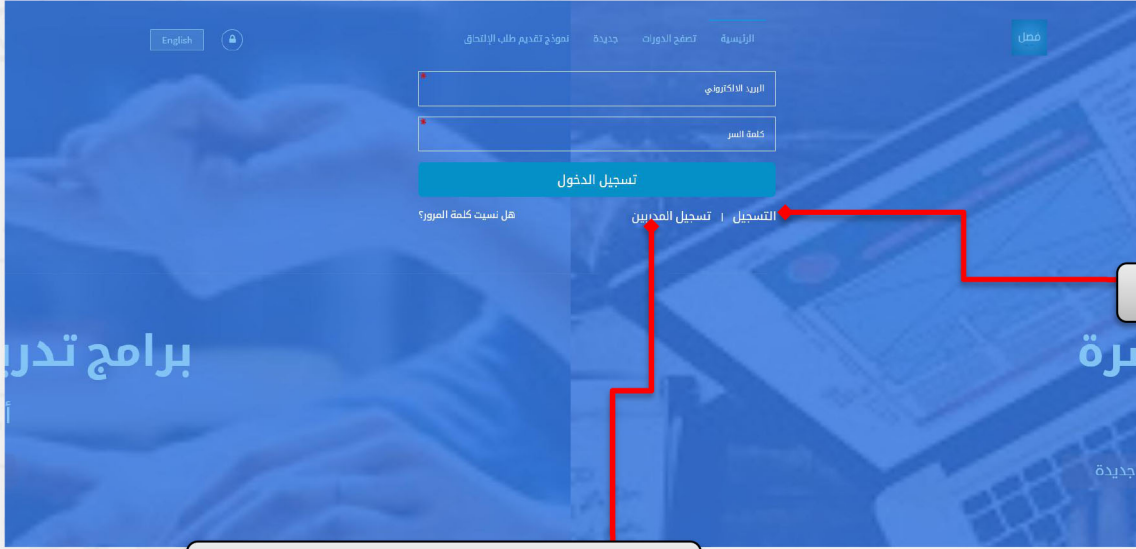 فصل
الرئيسية تصفح الدورات جديدة نموذج تقديم طلب الإلتحاق
English
البريد الالكتروني *
كلمة السر *
تسجيل الدخول
التسجيل | تسجيل المدربين
هل نسيت كلمة المرور؟
برامج
جديدة